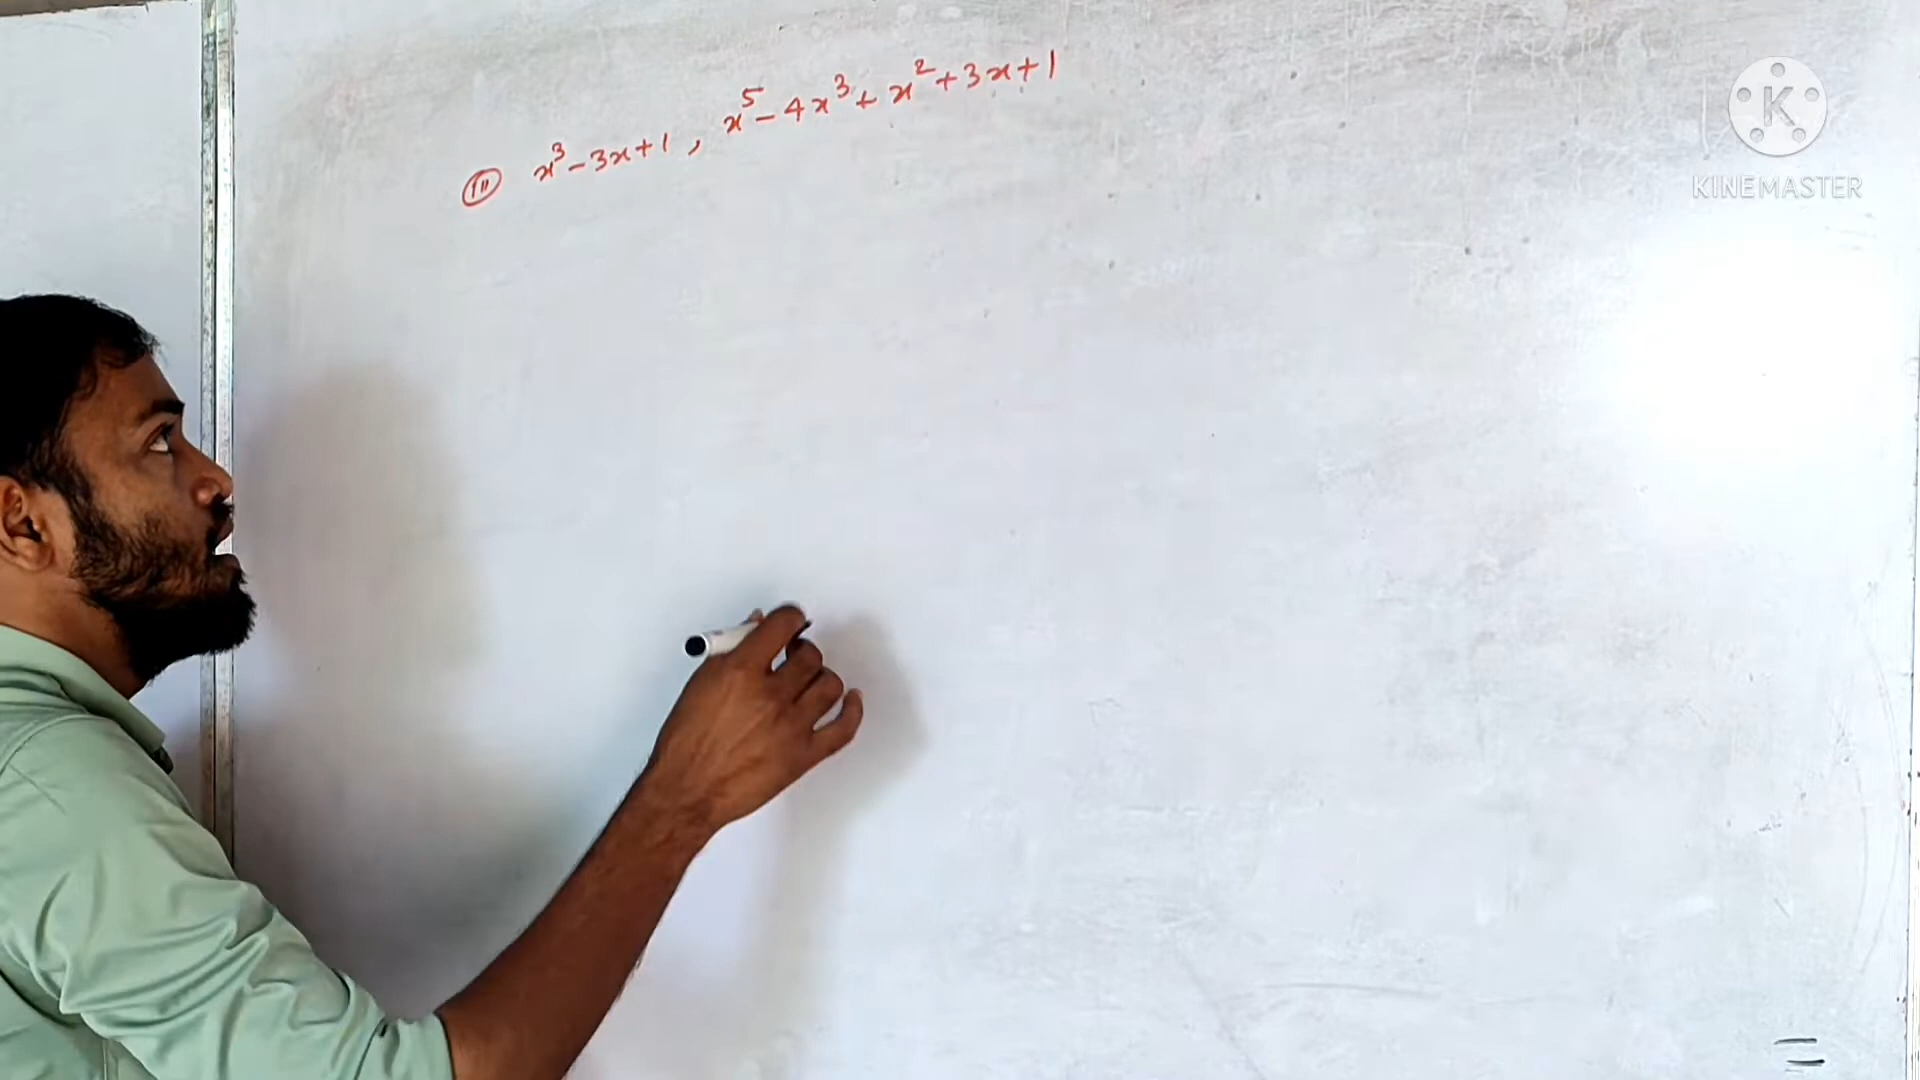 (iii) x³ - 3x + 1 , x⁵ - 4x³ + x² + 3x + 1
K
KINEMASTER
=